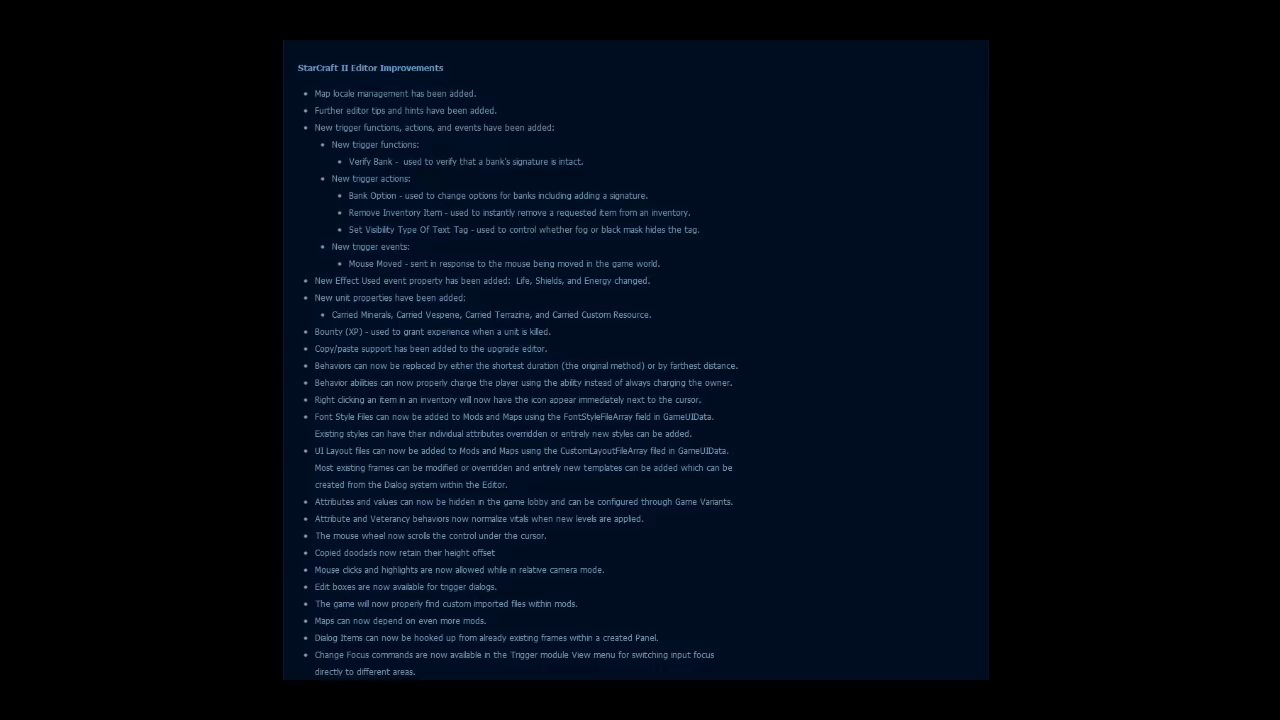 StarCraft II Editor Improvements
• Map locale management has been added.
• Further editor tips and hints have been added.
• New trigger functions, actions, and events have been added:
• New trigger functions:
• Verify Bank -  used to verify that a bank's signature is intact.
• New trigger actions:
• Bank Option - used to change options for banks including adding a signature.
• Remove Inventory Item - used to instantly remove a requested item from an inventory.
• Set Visibility Type Of Text Tag - used to control whether fog or black mask hides the tag.
• New trigger events:
• Mouse Moved - sent in response to the mouse being moved in the game world.
• New Effect Used event property has been added:  Life, Shields, and Energy changed.
• New unit properties have been added:
• Carried Minerals, Carried Vespene, Carried Terrazine, and Carried Custom Resource.
• Bounty (XP) - used to grant experience when a unit is killed.
• Copy/paste support has been added to the upgrade editor.
• Behaviors can now be replaced by either the shortest duration (the original method) or by farthest distance.
• Behavior abilities can now properly charge the player using the ability instead of always charging the owner.
• Right clicking an item in an inventory will now have the icon appear immediately next to the cursor.
• Font Style Files can now be added to Mods and Maps using the FontStyleFileArray field in GameUIData.
Existing styles can have their individual attributes overridden or entirely new styles can be added.
• UI Layout files can now be added to Mods and Maps using the CustomLayoutFileArray filed in GameUIData.
Most existing frames can be modified or overridden and entirely new templates can be added which can be
created from the Dialog system within the Editor.
• Attributes and values can now be hidden in the game lobby and can be configured through Game Variants.
• Attribute and Veterancy behaviors now normalize vitals when new levels are applied.
• The mouse wheel now scrolls the control under the cursor.
• Copied doodads now retain their height offset
• Mouse clicks and highlights are now allowed while in relative camera mode.
• Edit boxes are now available for trigger dialogs.
• The game will now properly find custom imported files within mods.
• Maps can now depend on even more mods.
• Dialog Items can now be hooked up from already existing frames within a created Panel.
• Change Focus commands are now available in the Trigger module View menu for switching input focus
directly to different areas.